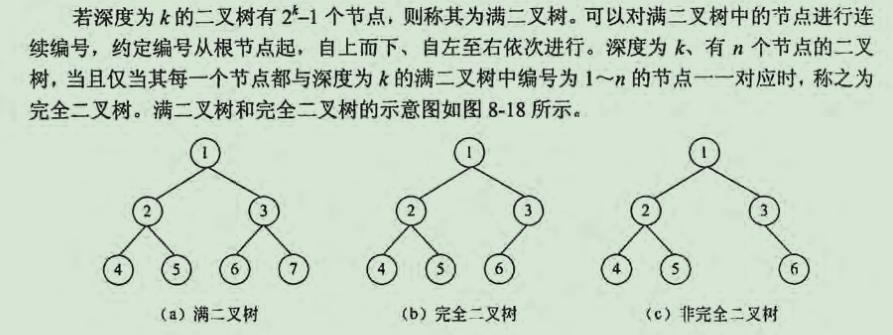 若深度为 k 的二叉树有 2^k–1 个节点，则称其为满二叉树。可以对满二叉树中的节点进行连
续编号，约定编号从根节点起，自上而下、自左至右依次进行。深度为 k、有 n 个节点的二叉
树，当且仅当其每一个节点都与深度为 k 的满二叉树中编号为 1～n 的节点一一对应时，称之为
完全二叉树。满二叉树和完全二叉树的示意图如图 8-18 所示。
1 1 1
2 3 2 3 2 3
4 5 6 7 4 5 6 4 5 6
（a）满二叉树 （b）完全二叉树 （c）非完全二叉树